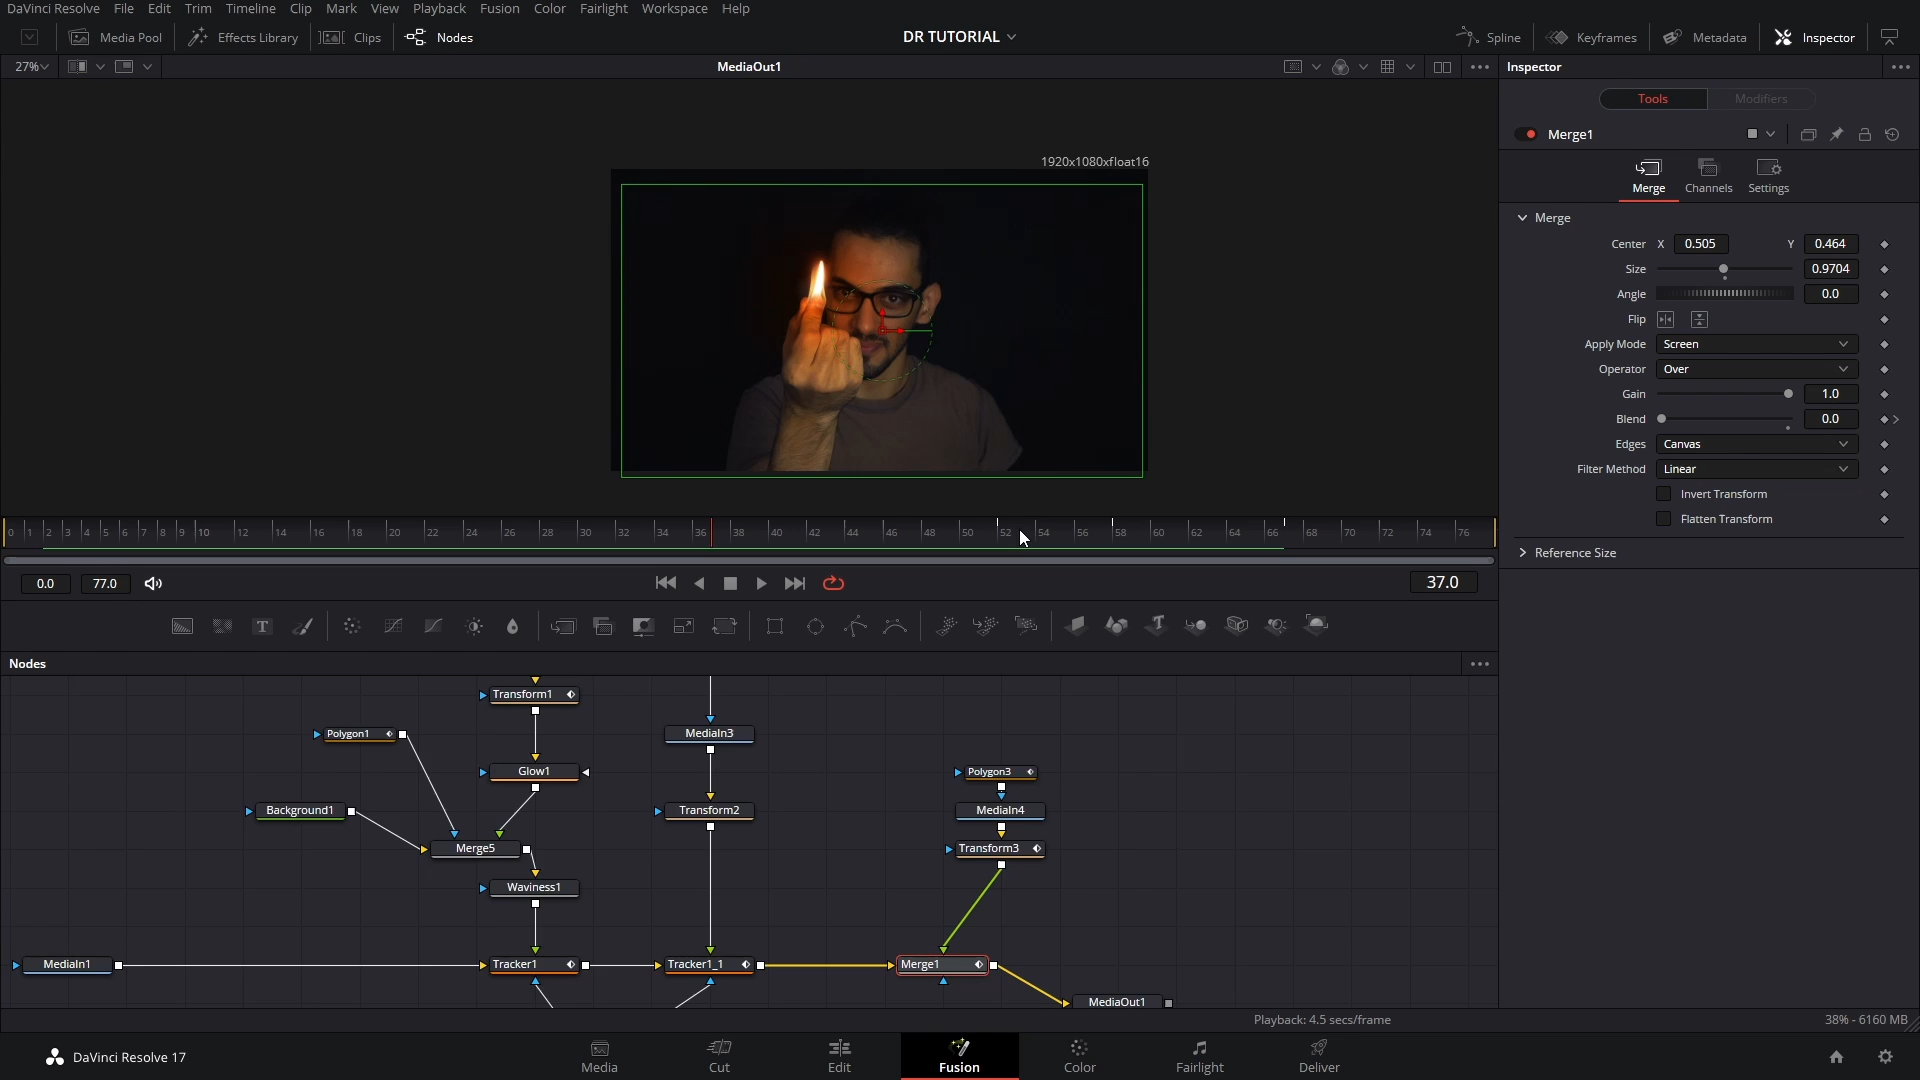 DaVinci Resolve File Edit Trim Timeline Clip Mark View Playback Fusion Color Fairlight Workspace Help
Media Pool Effects Library Clips Nodes DR TUTORIAL Spline Keyframes Metadata Inspector
27% MediaOut1 Inspector
Tools Modifiers
Merge1
1920x1080xfloat16
Merge Channels Settings
Merge
Center X 0.505 Y 0.464
Size 0.9704
Angle 0.0
Flip
Apply Mode Screen
Operator Over
Gain 1.0
Blend 0.0
Edges Canvas
Filter Method Linear
Invert Transform
Flatten Transform
Reference Size
0 1 2 3 4 5 6 7 8 9 10 12 14 16 18 20 22 24 26 28 30 32 34 36 38 40 42 44 46 48 50 52 54 56 58 60 62 64 66 68 70 72 74 76
0.0 77.0 37.0
T T
Nodes
Transform1
Polygon1 MediaIn3
Glow1 Polygon3
Background1 Transform2 MediaIn4
Merge5 Transform3
Waviness1
MediaIn1 Tracker1 Tracker1_1 Merge1
MediaOut1
Playback: 4.5 secs/frame 38% - 6160 MB
DaVinci Resolve 17 Media Cut Edit Fusion Color Fairlight Deliver